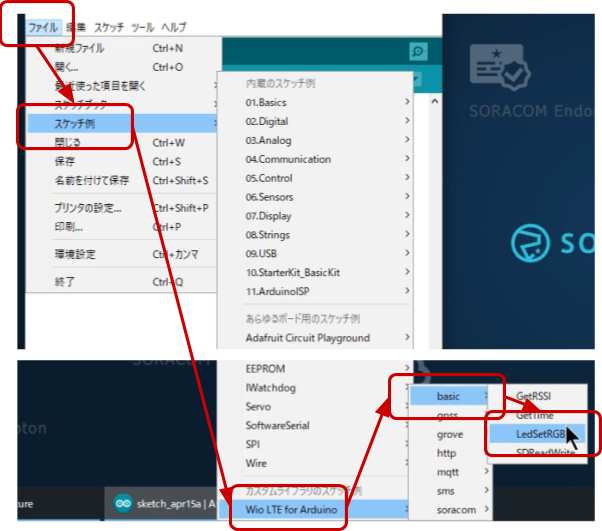 ファイル 編集 スケッチ ツール ヘルプ
新規ファイル Ctrl+N
開く... Ctrl+O
最近使った項目を開く
スケッチブック
スケッチ例
閉じる Ctrl+W
保存 Ctrl+S
名前を付けて保存 Ctrl+Shift+S
プリンタの設定... Ctrl+Shift+P
印刷... Ctrl+P
環境設定 Ctrl+カンマ
終了 Ctrl+Q
内蔵のスケッチ例
01.Basics
02.Digital
03.Analog
04.Communication
05.Control
06.Sensors
07.Display
08.Strings
09.USB
10.StarterKit_BasicKit
11.ArduinoISP
あらゆるボード用のスケッチ例
Adafruit Circuit Playground
SORACOM Endo
so
SORACOM
EEPROM
IWatchdog
Servo
SoftwareSerial
SPI
Wire
カスタムライブラリのスケッチ例
Wio LTE for Arduino
basic
gnss
grove
http
mqtt
sms
soracom
GetRSSI
GetTime
LedSetRGB
SDReadWrite
ton
ure
sketch_apr15a | A